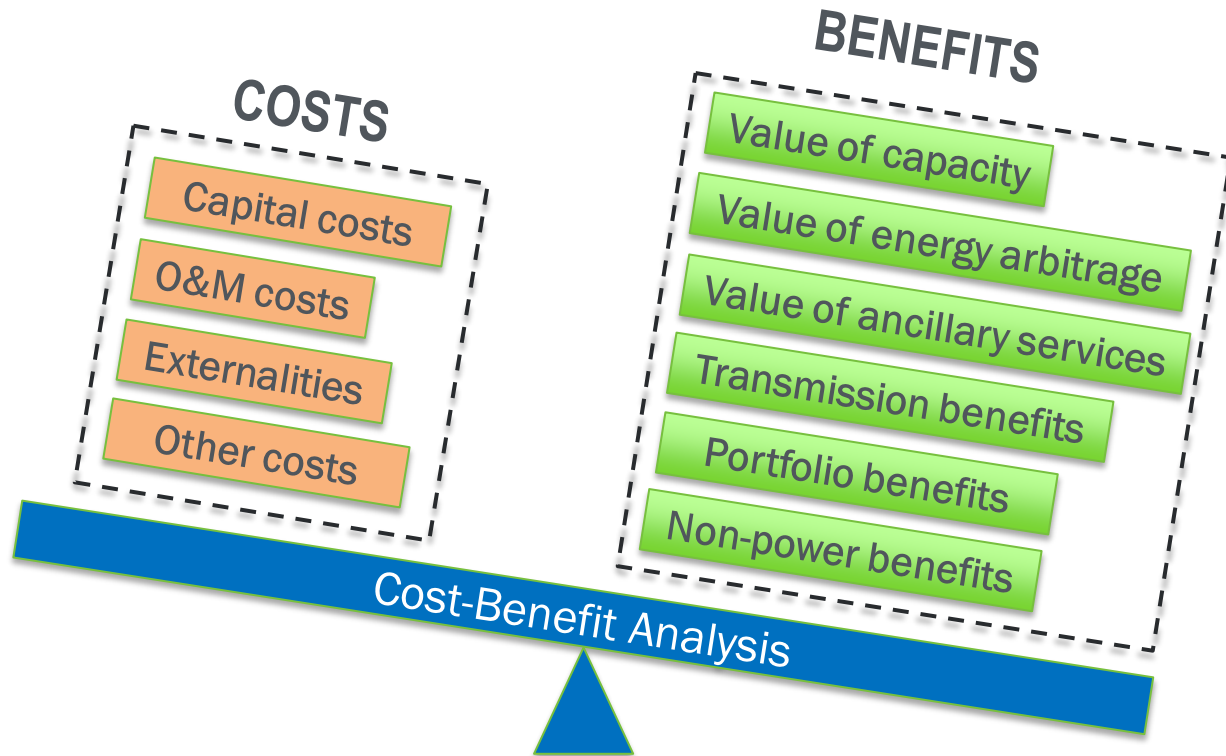 COSTS
Capital costs
O&M costs
Externalities
Other costs
BENEFITS
Value of capacity
Value of energy arbitrage
Value of ancillary services
Transmission benefits
Portfolio benefits
Non-power benefits
Cost-Benefit Analysis